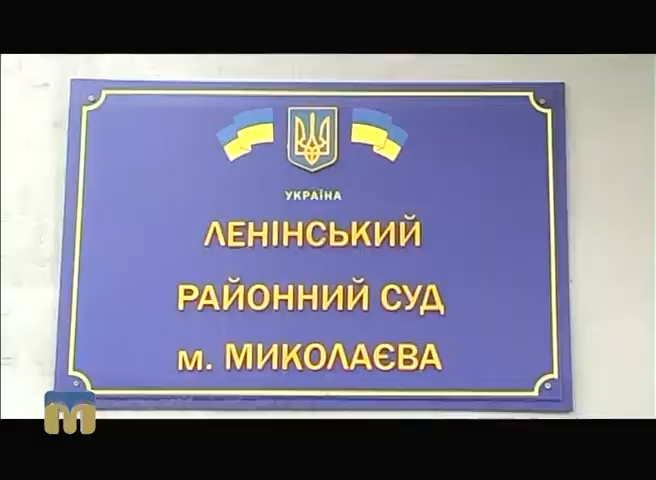 УКРАЇНА
ЛЕНІНСЬКИЙ
РАЙОННИЙ СУД
м. МИКОЛАЄВА
m